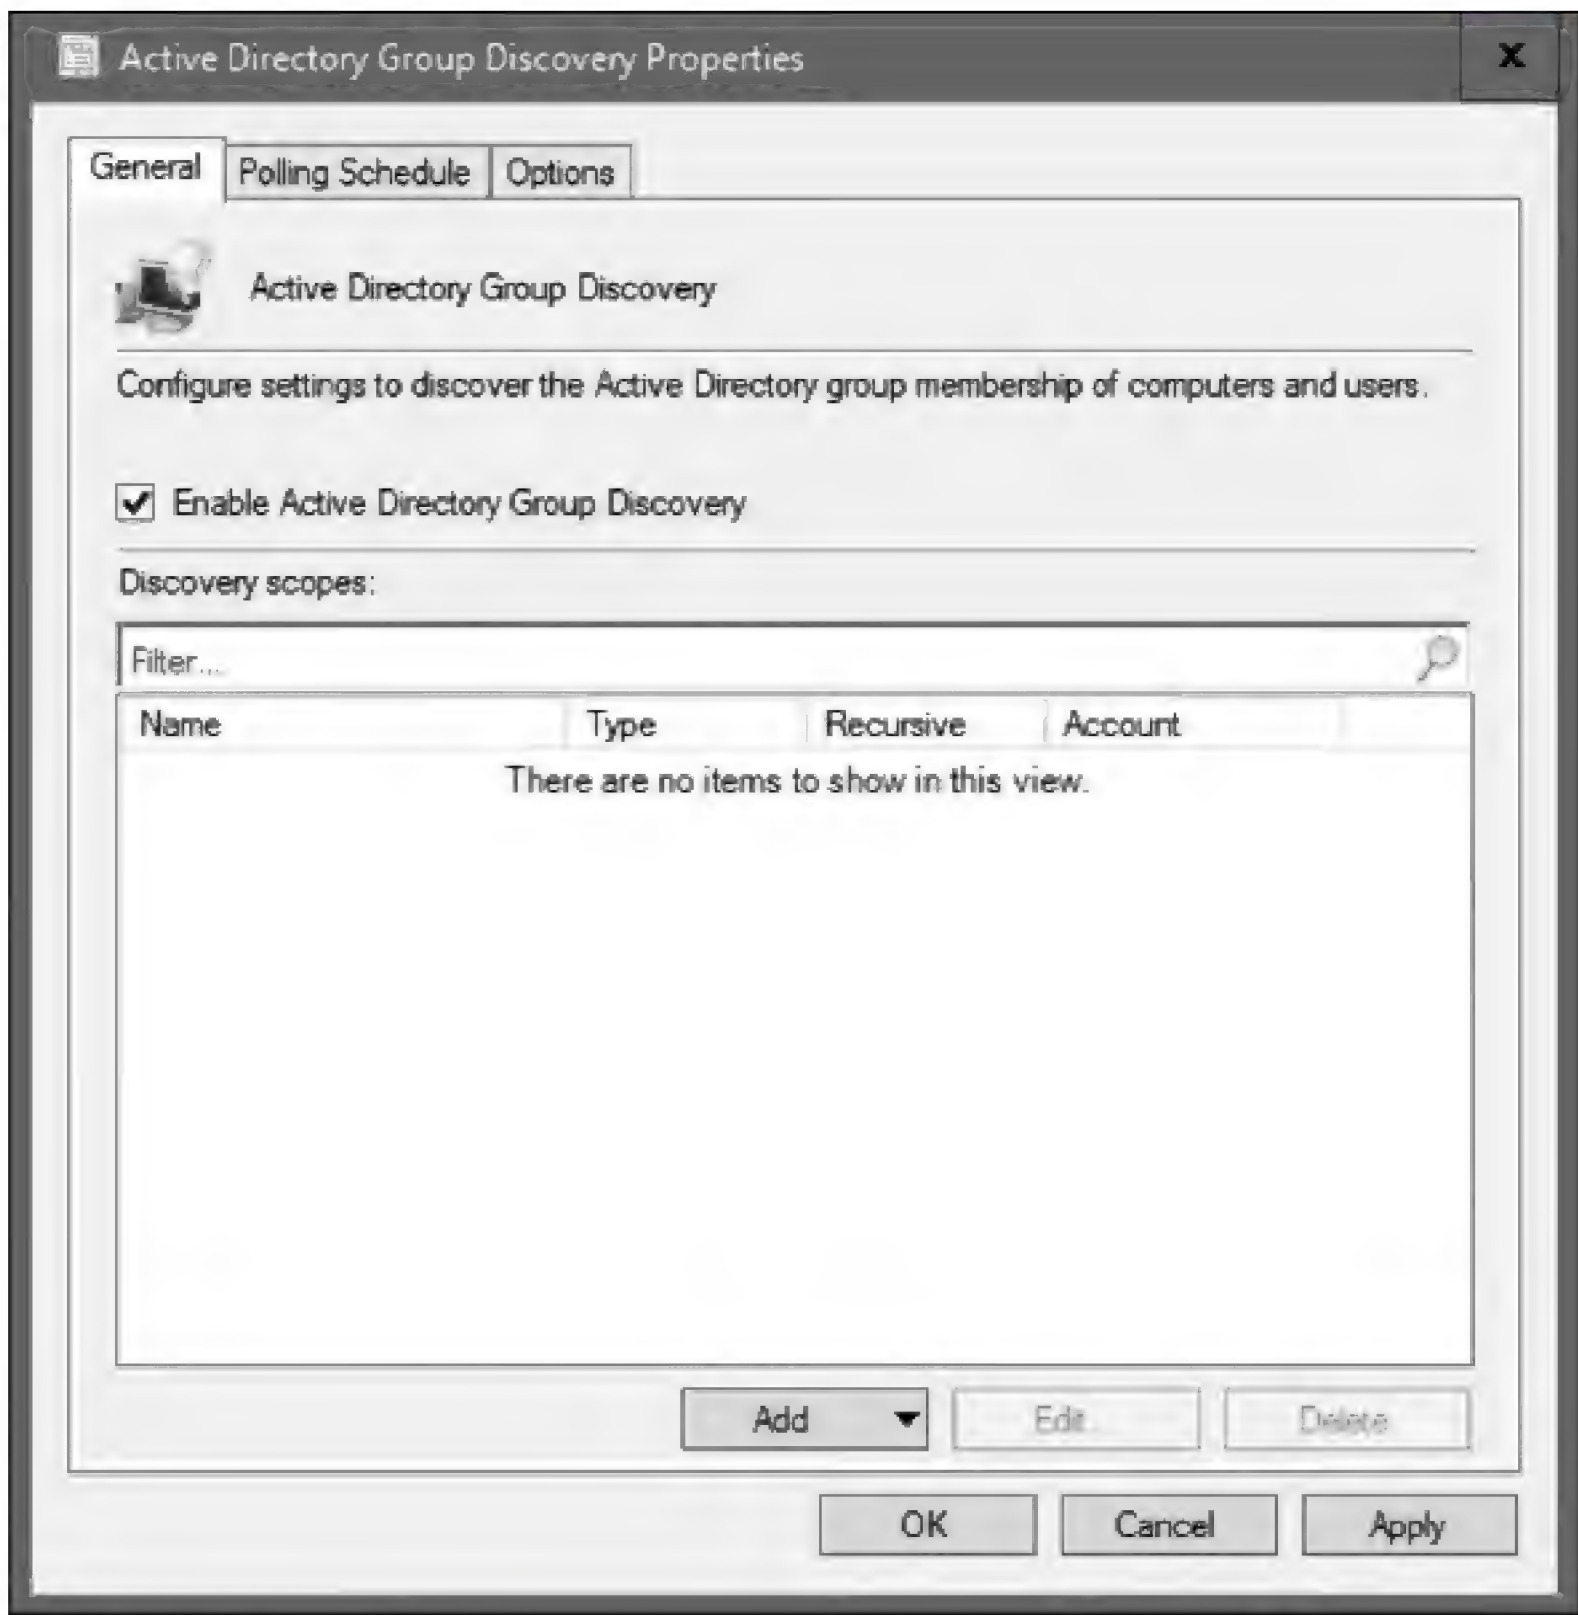 Active Directory Group Discovery Properties
X
General
Polling Schedule
Options
Active Directory Group Discovery
Configure settings to discover the Active Directory group membership of computers and users.
Enable Active Directory Group Discovery
Discovery scopes:
Filter...
Name Type Recursive Account
There are no items to show in this view.
Add Edit... Delete
OK Cancel Apply